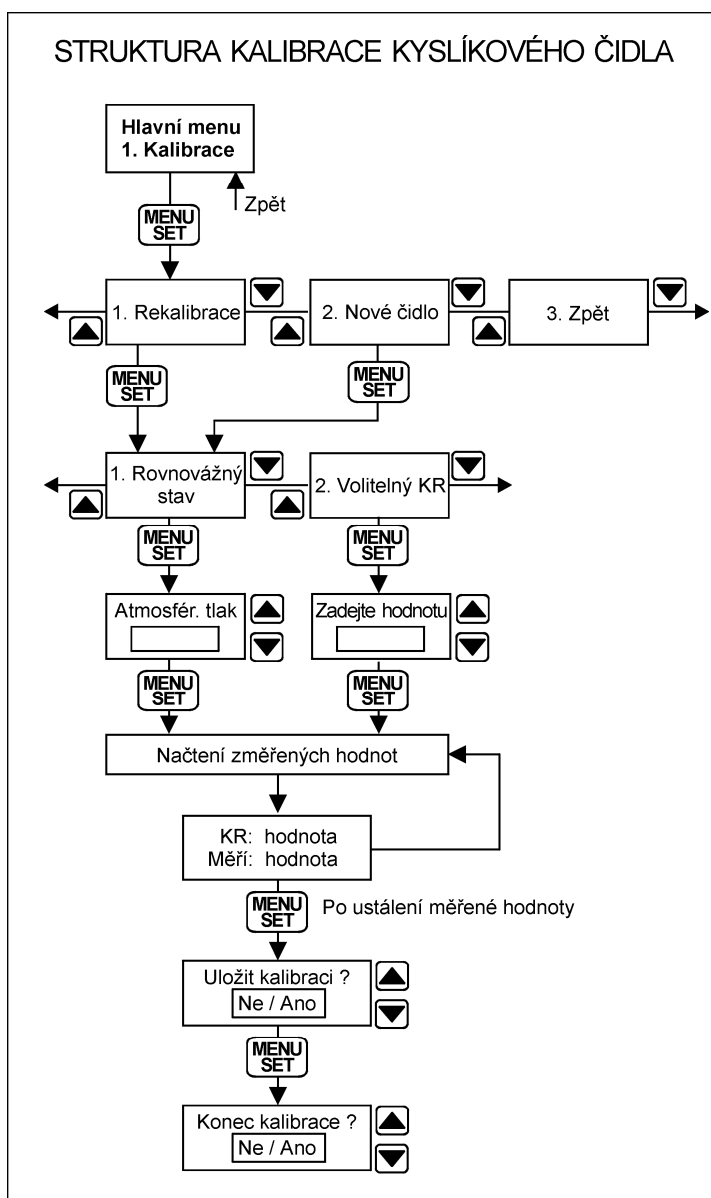 STRUKTURA KALIBRACE KYSLÍKOVÉHO ČIDLA
Hlavní menu
1. Kalibrace
Zpět
MENU
SET
1. Rekalibrace
2. Nové čidlo
3. Zpět
MENU
SET
MENU
SET
1. Rovnovážný
stav
2. Volitelný KR
MENU
SET
MENU
SET
Atmosfér. tlak
Zadejte hodnotu
MENU
SET
MENU
SET
Načtení změřených hodnot
KR: hodnota
Měří: hodnota
MENU
SET
Po ustálení měřené hodnoty
Uložit kalibraci ?
Ne / Ano
MENU
SET
Konec kalibrace ?
Ne / Ano